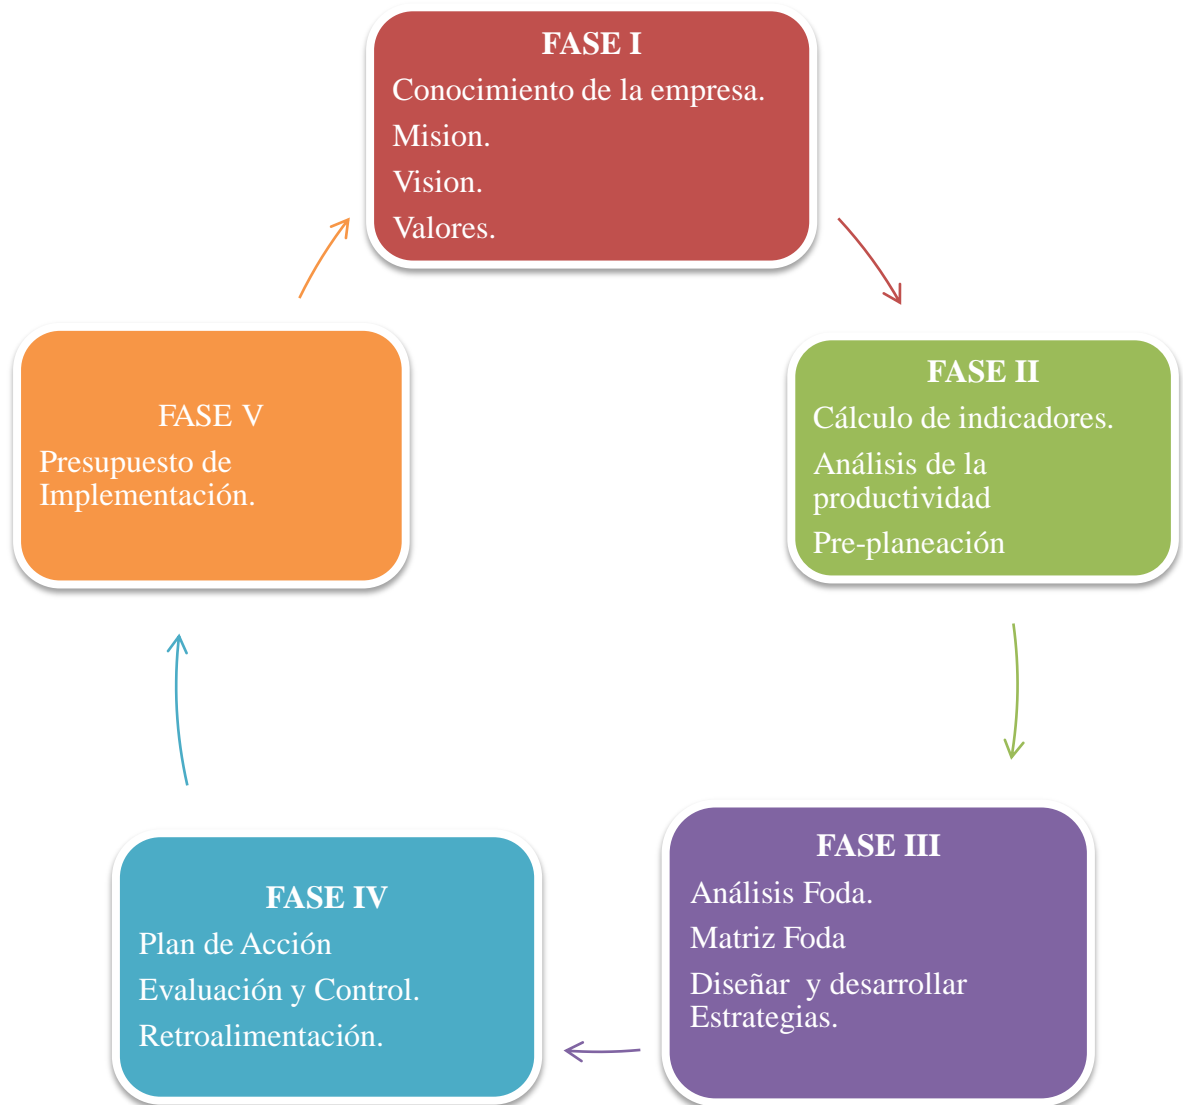 FASE I
Conocimiento de la empresa.
Mision.
Vision.
Valores.
FASE II
Cálculo de indicadores.
Análisis de la
productividad
Pre-planeación
FASE III
Análisis Foda.
Matriz Foda
Diseñar  y desarrollar
Estrategias.
FASE IV
Plan de Acción
Evaluación y Control.
Retroalimentación.
FASE V
Presupuesto de
Implementación.